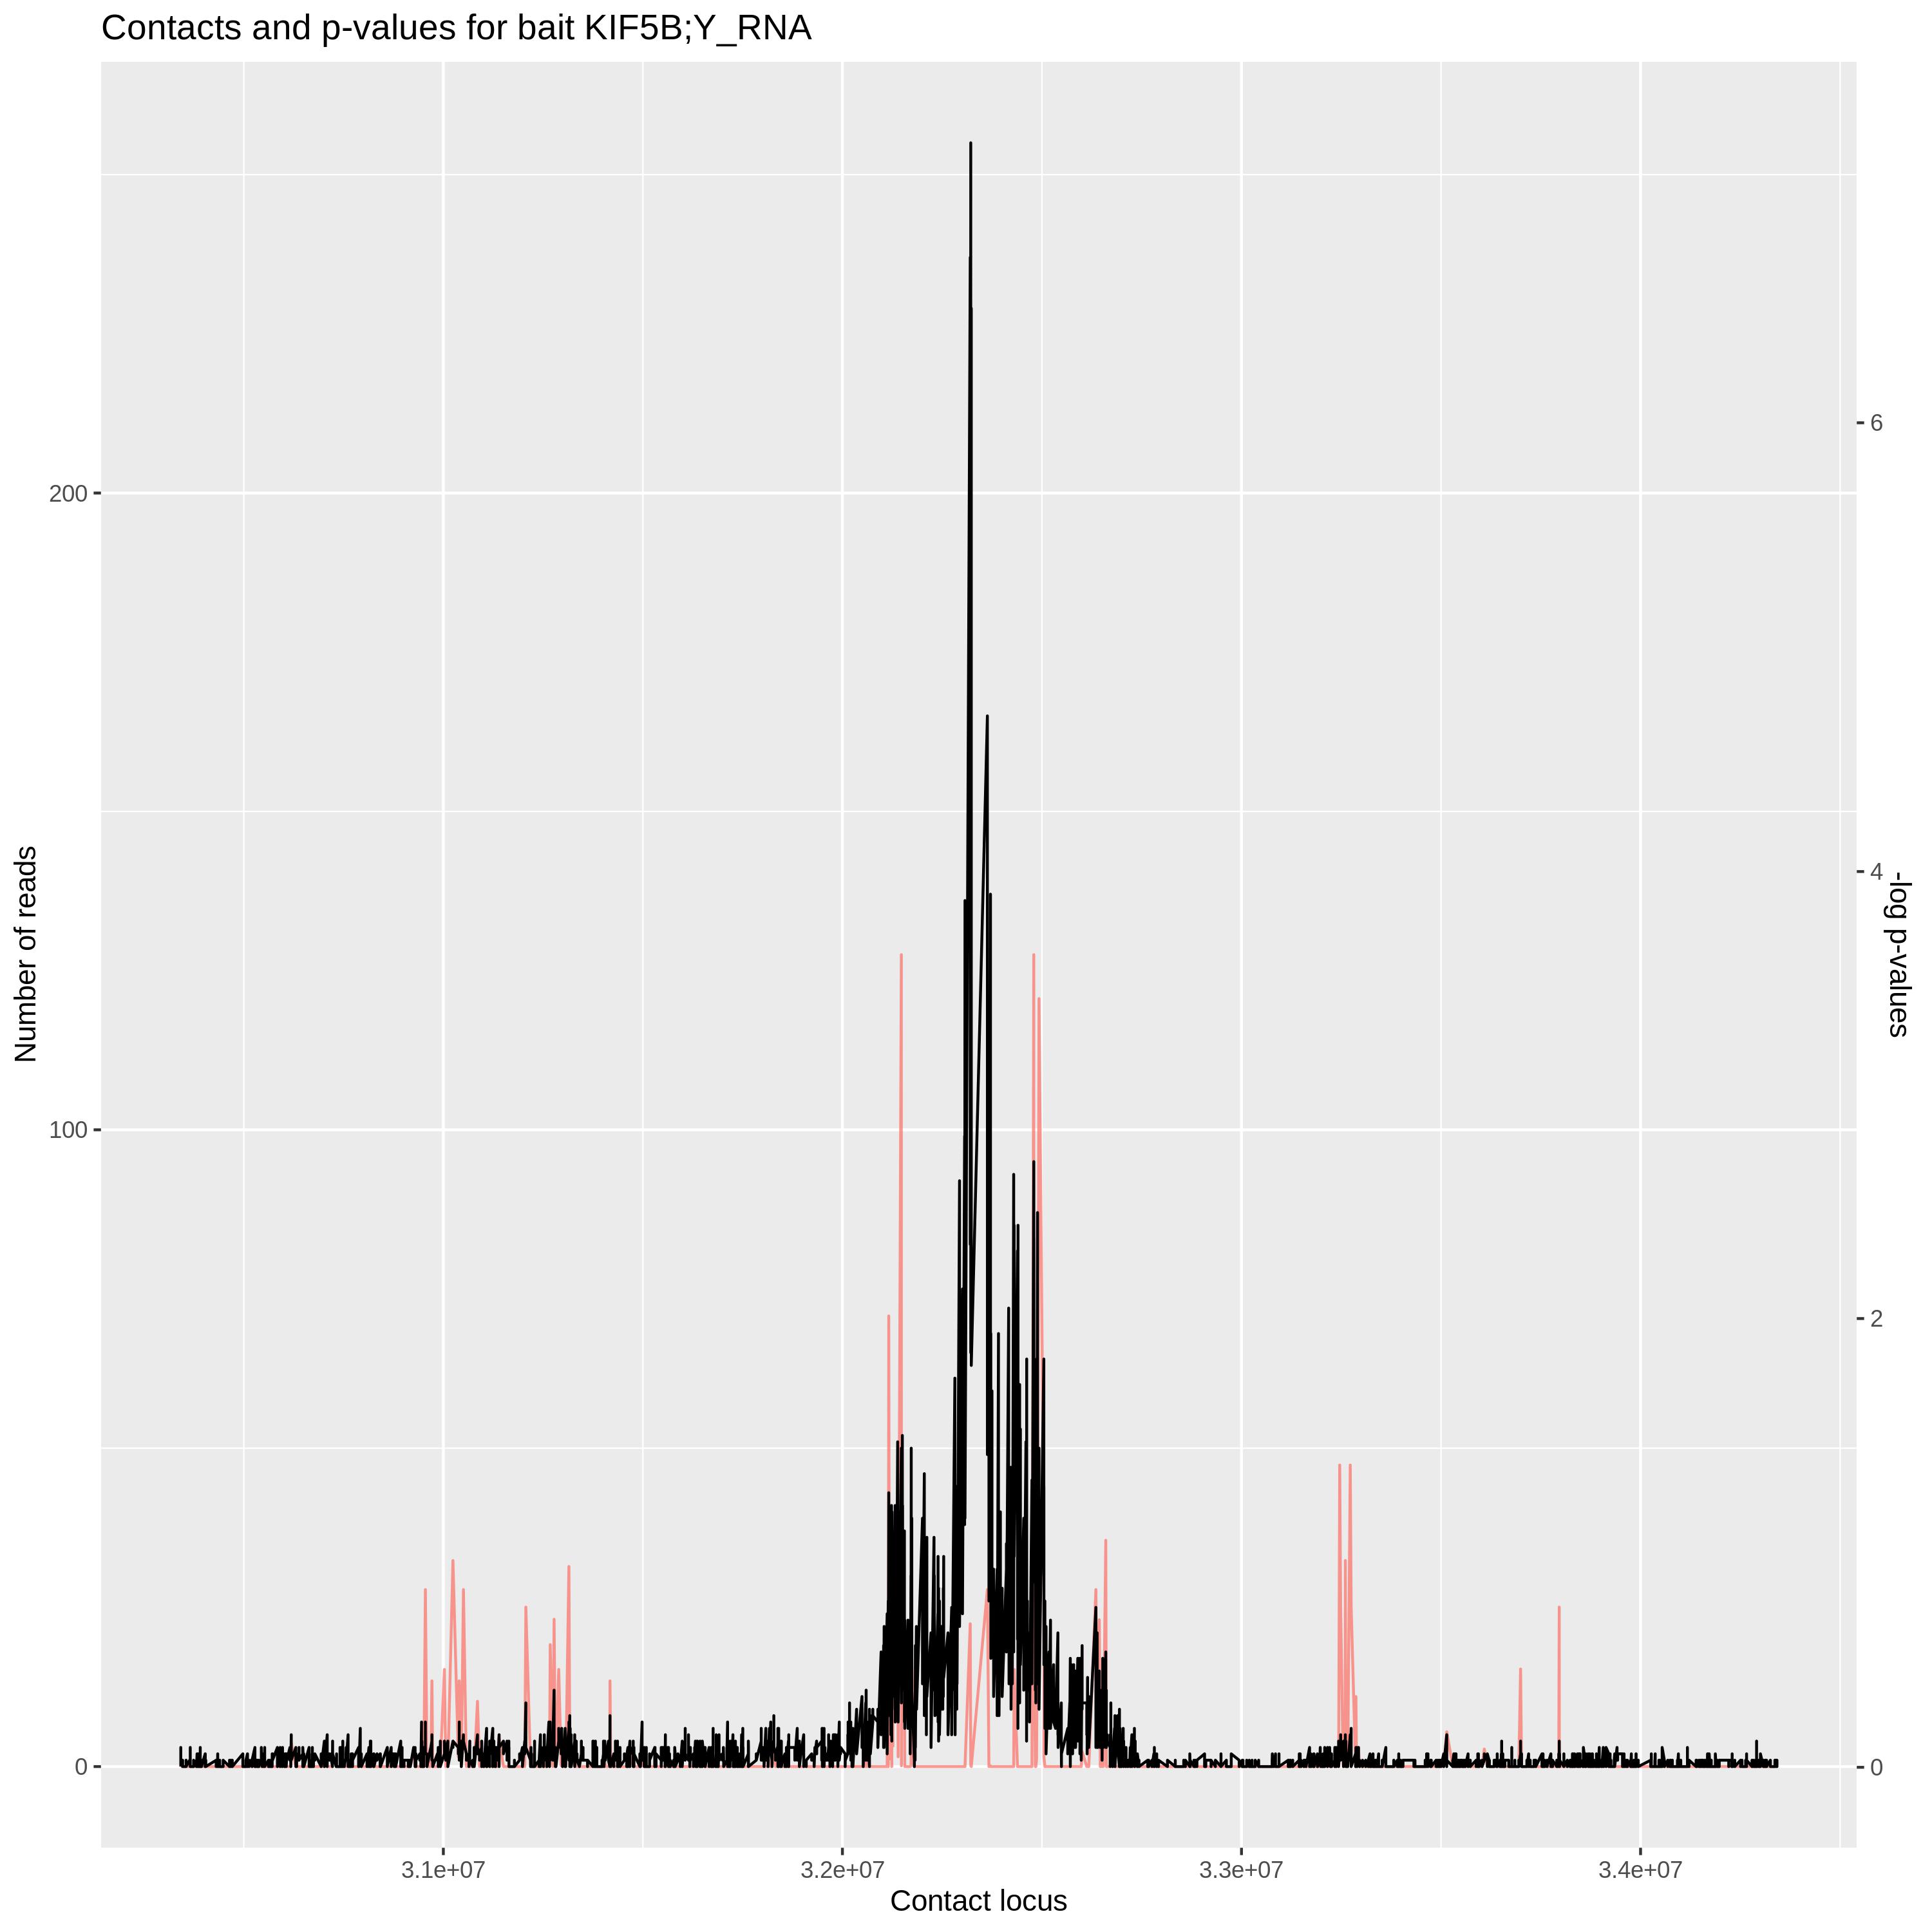 Contacts and p-values for bait KIF5B;Y_RNA
Number of reads
200
100
0
6
4
2
0
-log p-values
3.1e+07 3.2e+07 3.3e+07 3.4e+07
Contact locus